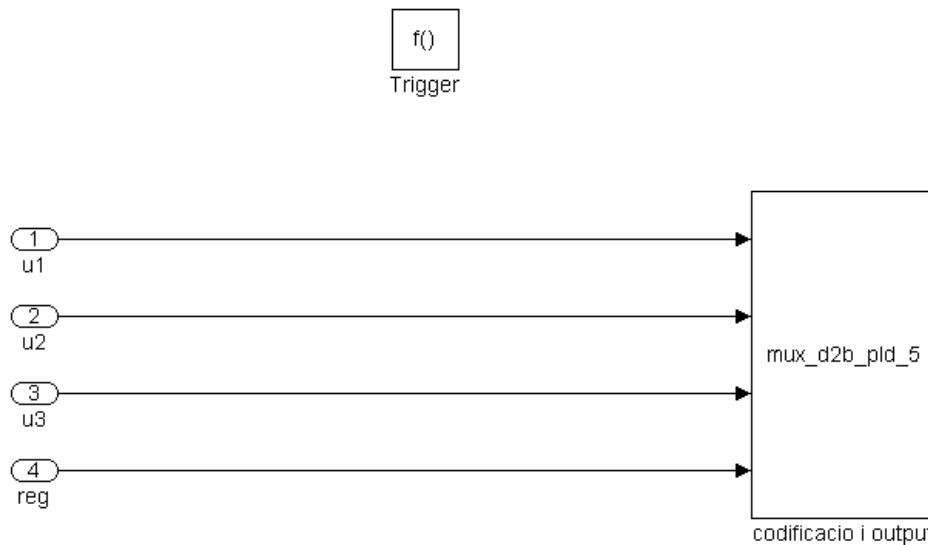 f()
Trigger
1
u1
2
u2
3
u3
4
reg
mux_d2b_pld_5
codificacio i output